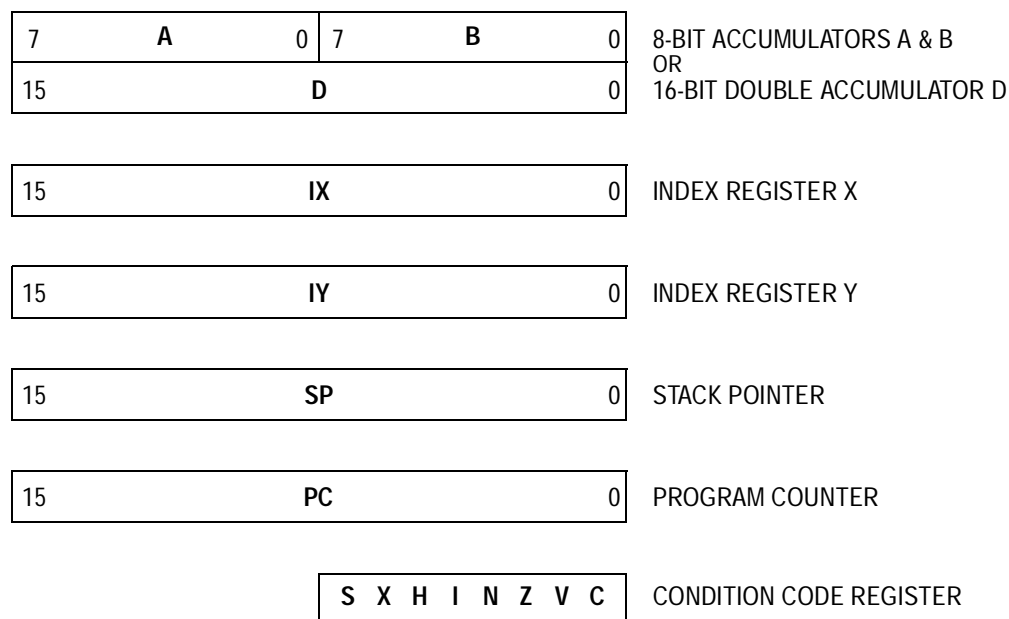 7 A 0 7 B 0 8-BIT ACCUMULATORS A & B
OR
15 D 0 16-BIT DOUBLE ACCUMULATOR D
15 IX 0 INDEX REGISTER X
15 IY 0 INDEX REGISTER Y
15 SP 0 STACK POINTER
15 PC 0 PROGRAM COUNTER
S X H I N Z V C CONDITION CODE REGISTER